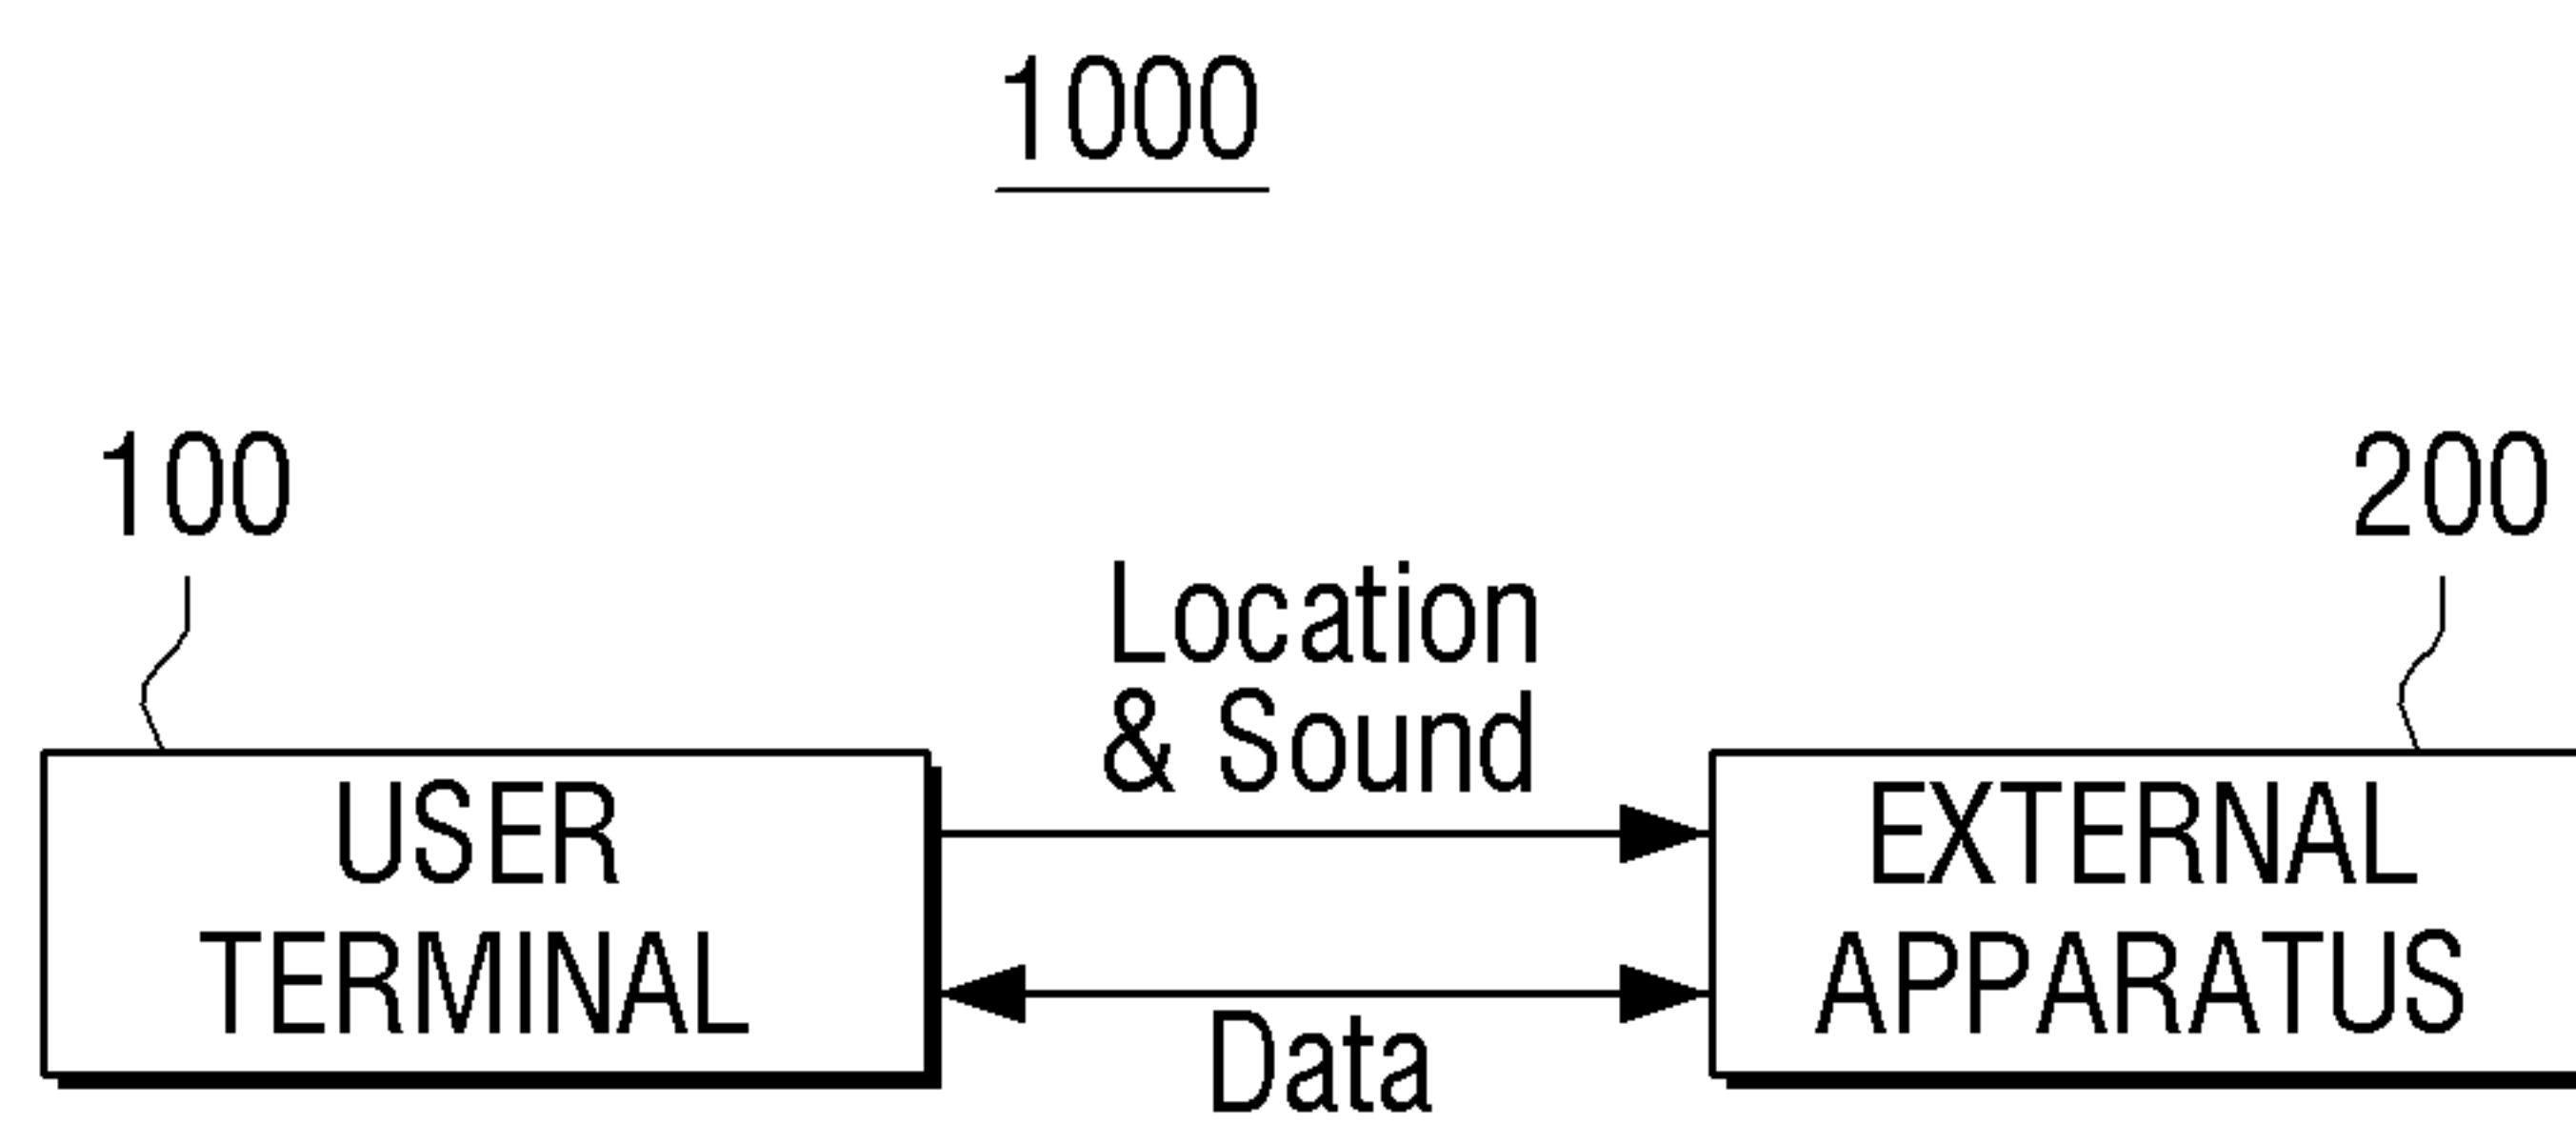 1000
100
200
Location
& Sound
USER
TERMINAL
EXTERNAL
APPARATUS
Data